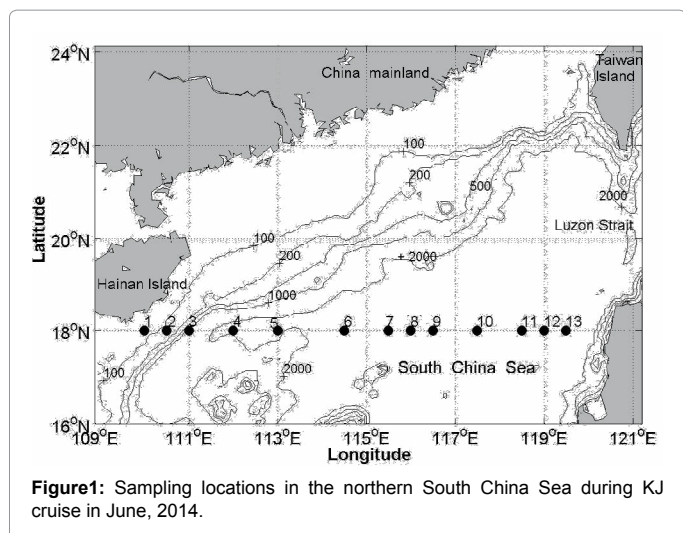 24°N
22°N
20°N
18°N
16°N
Latitude
China mainland
Taiwan
Island
100
200
500
2000
Luzon Strait
100
200
2000
Hainan Island
1000
1 2 3 4 5 6 7 8 9 10 11 12 13
100
2000
South China Sea
109°E 111°E 113°E 115°E 117°E 119°E 121°E
Longitude
Figure1: Sampling locations in the northern South China Sea during KJ
cruise in June, 2014.